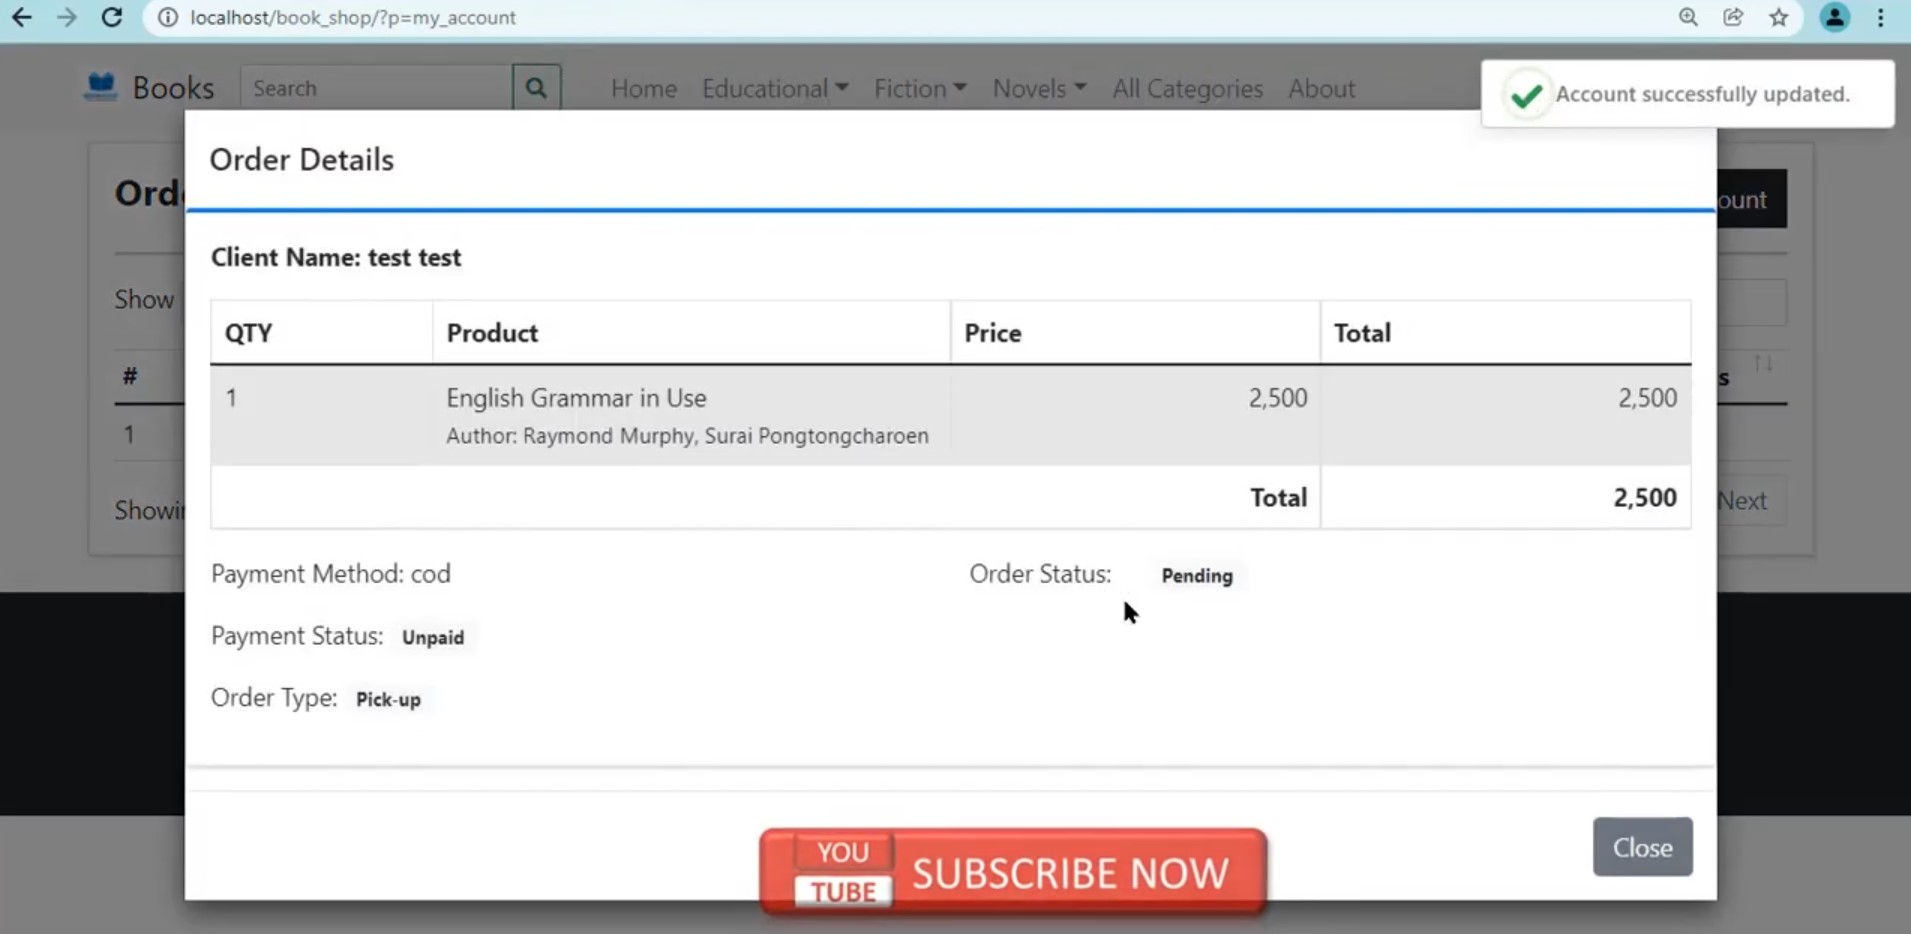 localhost/book_shop/?p=my_account
Books
Search
Home
Educational
Fiction
Novels
All Categories
About
Account successfully updated.
Order Details
Client Name: test test
Show
QTY Product Price Total
#
1 English Grammar in Use 2,500 2,500
1 Author: Raymond Murphy, Surai Pongtongcharoen
Total 2,500
Next
Payment Method: cod Order Status: Pending
Payment Status: Unpaid
Order Type: Pick-up
Close
YOU
TUBE
SUBSCRIBE NOW